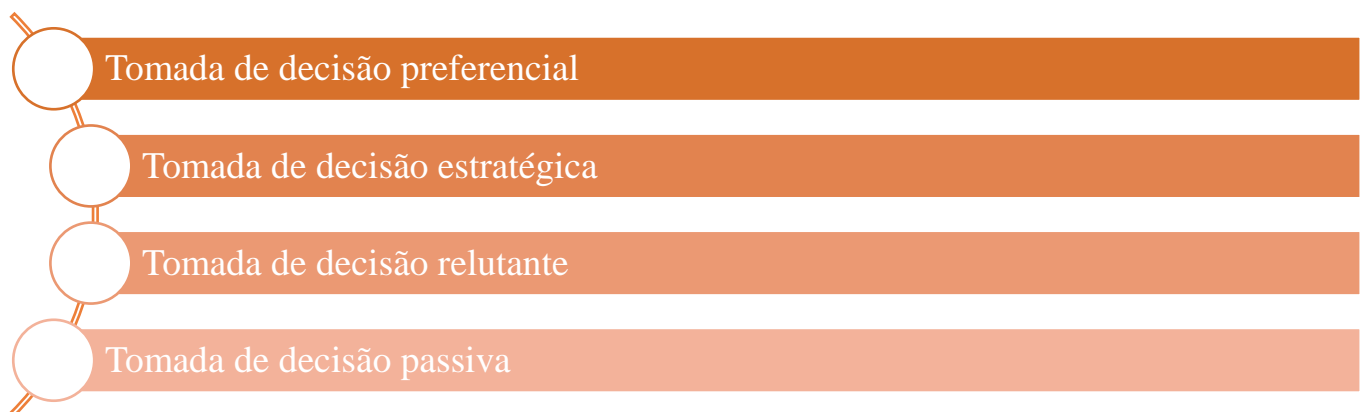 Tomada de decisão preferencial
Tomada de decisão estratégica
Tomada de decisão relutante
Tomada de decisão passiva